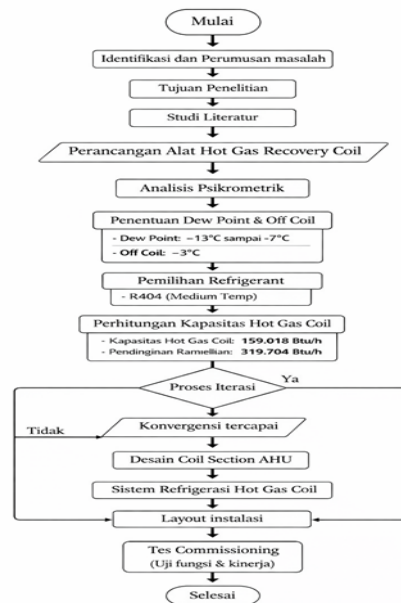 Mulai
Identifikasi dan Perumusan masalah
Tujuan Penelitian
Studi Literatur
Perancangan Alat Hot Gas Recovery Coil
Analisis Psikrometrik
Penentuan Dew Point & Off Coil
- Dew Point: −13°C sampai -7°C
- Off Coil: −3°C
Pemilihan Refrigerant
- R404 (Medium Temp)
Perhitungan Kapasitas Hot Gas Coil
- Kapasitas Hot Gas Coil: 159.018 Btu/h
- Pendinginan Ramiellian: 319.704 Btu/h
Proses Iterasi
Ya
Tidak
Konvergensi tercapai
Desain Coil Section AHU
Sistem Refrigerasi Hot Gas Coil
Layout instalasi
Tes Commissioning
(Uji fungsi & kinerja)
Selesai